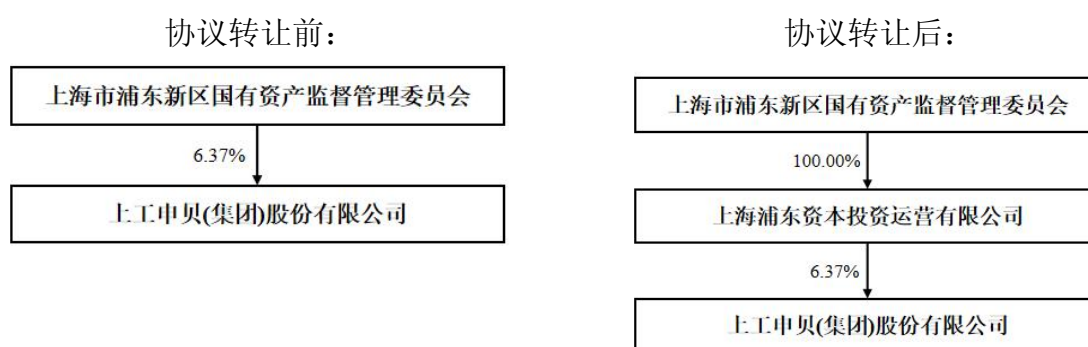 协议转让前：
上海市浦东新区国有资产监督管理委员会
6.37%
上工申贝(集团)股份有限公司
协议转让后：
上海市浦东新区国有资产监督管理委员会
100.00%
上海浦东资本投资运营有限公司
6.37%
上工申贝(集团)股份有限公司